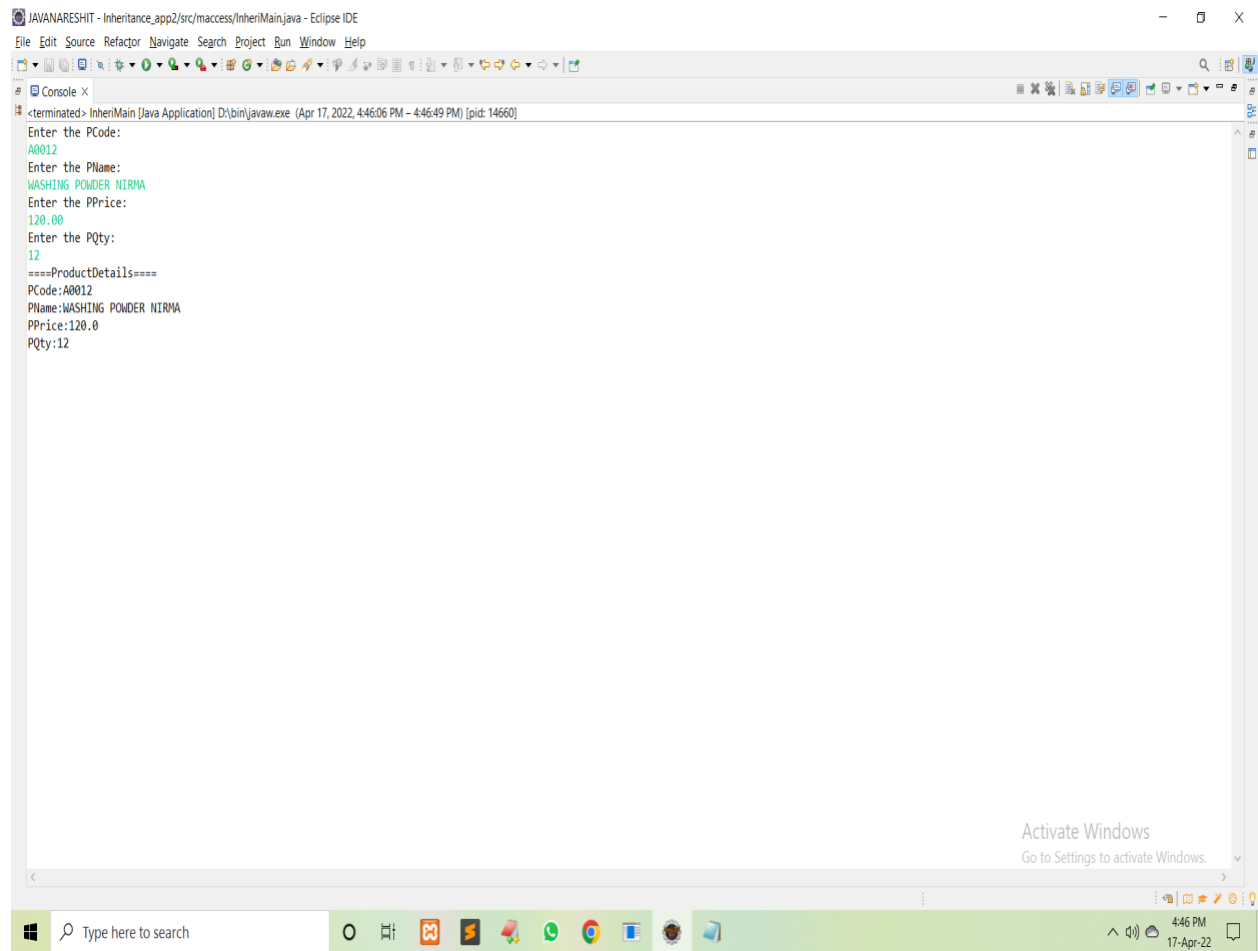 JAVANARESHIT - Inheritance_app2/src/maccess/InheriMain.java - Eclipse IDE
File Edit Source Refactor Navigate Search Project Run Window Help
Console
<terminated> InheriMain [Java Application] D:\bin\javaw.exe (Apr 17, 2022, 4:46:06 PM – 4:46:49 PM) [pid: 14660]
Enter the PCode:
A0012
Enter the PName:
WASHING POWDER NIRMA
Enter the PPrice:
120.00
Enter the PQty:
12
====ProductDetails====
PCode:A0012
PName:WASHING POWDER NIRMA
PPrice:120.0
PQty:12
Activate Windows
Go to Settings to activate Windows.
Type here to search
4:46 PM
17-Apr-22